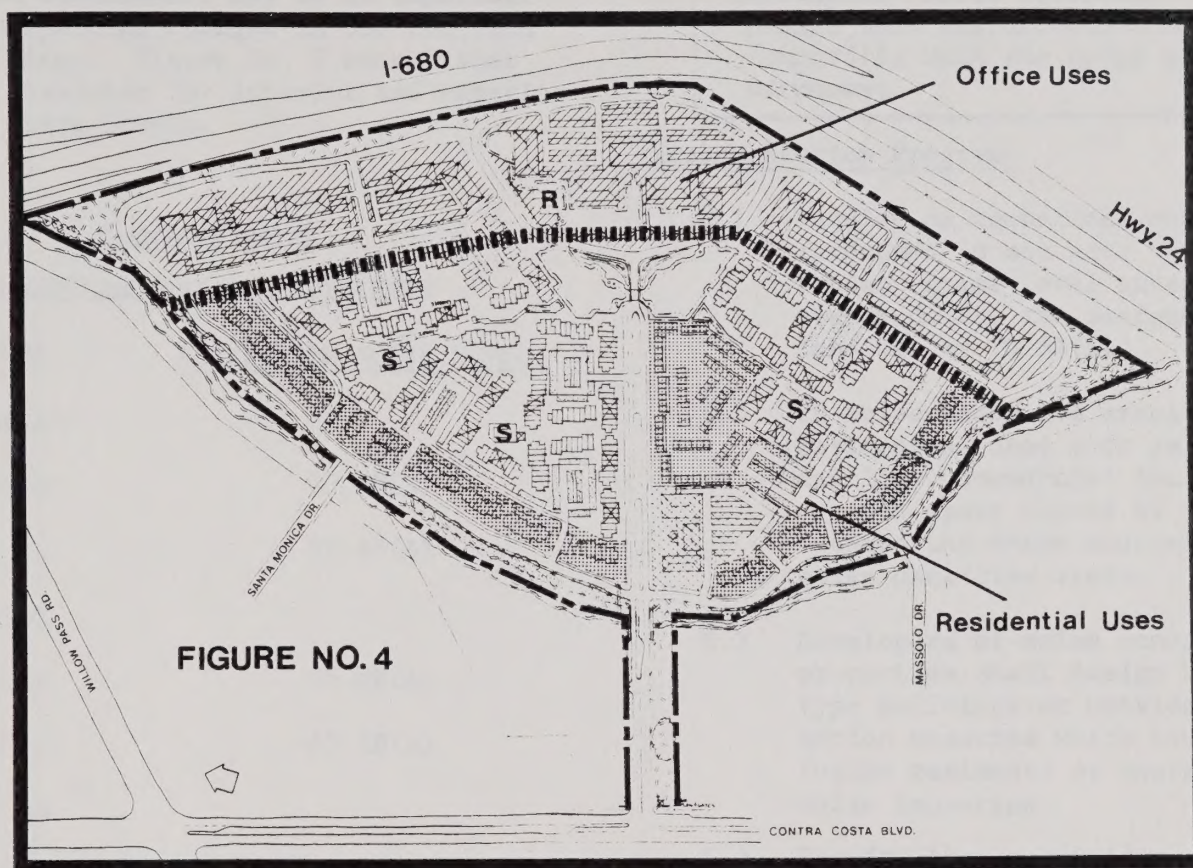 I-680
Office Uses
Hwy. 24
R
S
S
S
SANTA MONICA DR.
Residential Uses
MASSOLO DR.
WILLOW PASS RD.
FIGURE NO. 4
CONTRA COSTA BLVD.